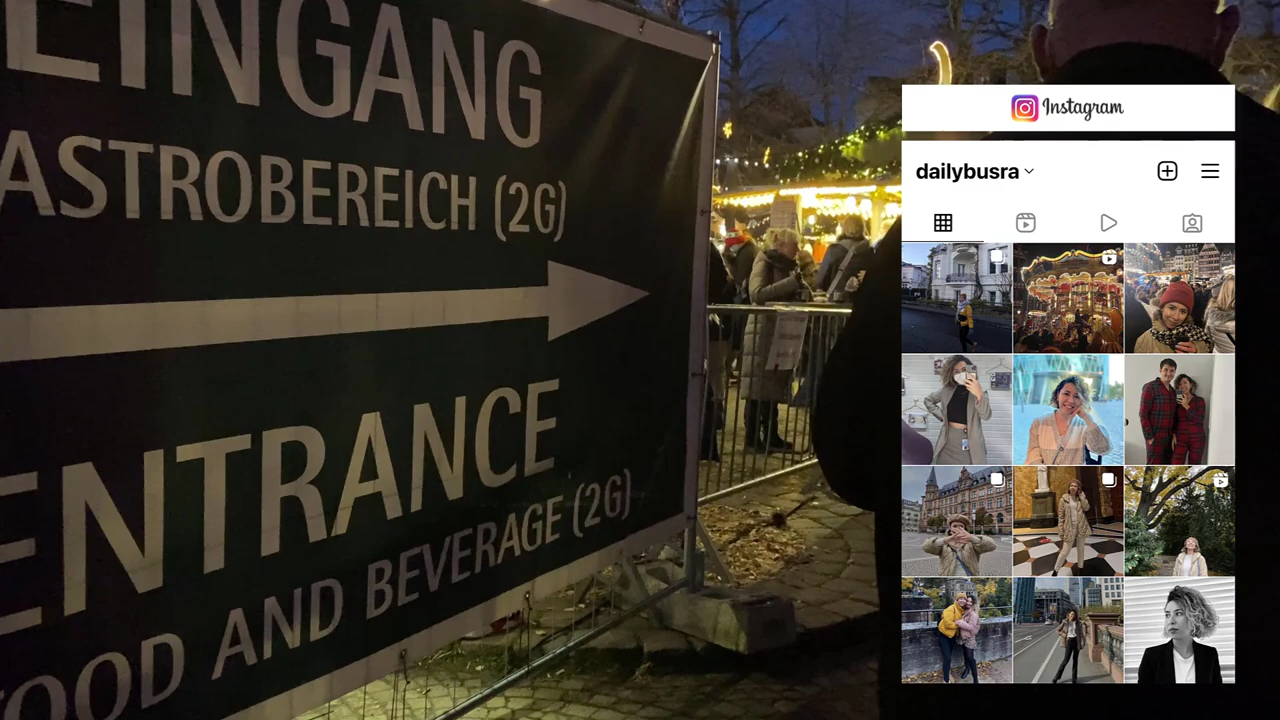 EINGANG
ASTROBEREICH (2G)
ENTRANCE
OOD AND BEVERAGE (2G)
Instagram
dailybusra